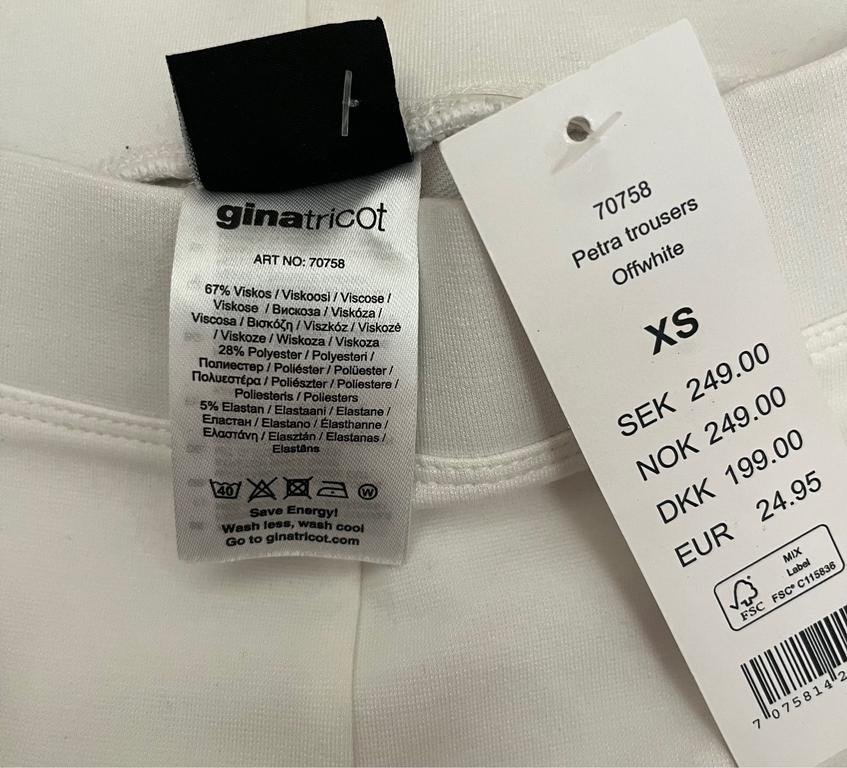 ginatricot
ART NO: 70758
67% Viskos / Viskoosi / Viscose /
Viskose / Вискоза / Viskóza /
Viscosa / Βισκόζη / Viszkóz / Viskozė
/ Viskoze / Wiskoza / Viskoza
28% Polyester / Polyesteri /
Полиестер / Poliéster / Polüester /
Πολυεστέρα / Poliészter / Poliestere /
Poliesteris / Poliesters
5% Elastan / Elastaani / Elastane /
Еластан / Elastano / Élasthanne /
Ελαστάνη / Elasztán / Elastanas /
Elastāns
40 W
Save Energy!
Wash less, wash cool
Go to ginatricot.com
70758
Petra trousers
Offwhite
XS
SEK 249.00
NOK 249.00
DKK 199.00
EUR 24.95
MIX
Label
FSC FSC® C115836
7 075814 2